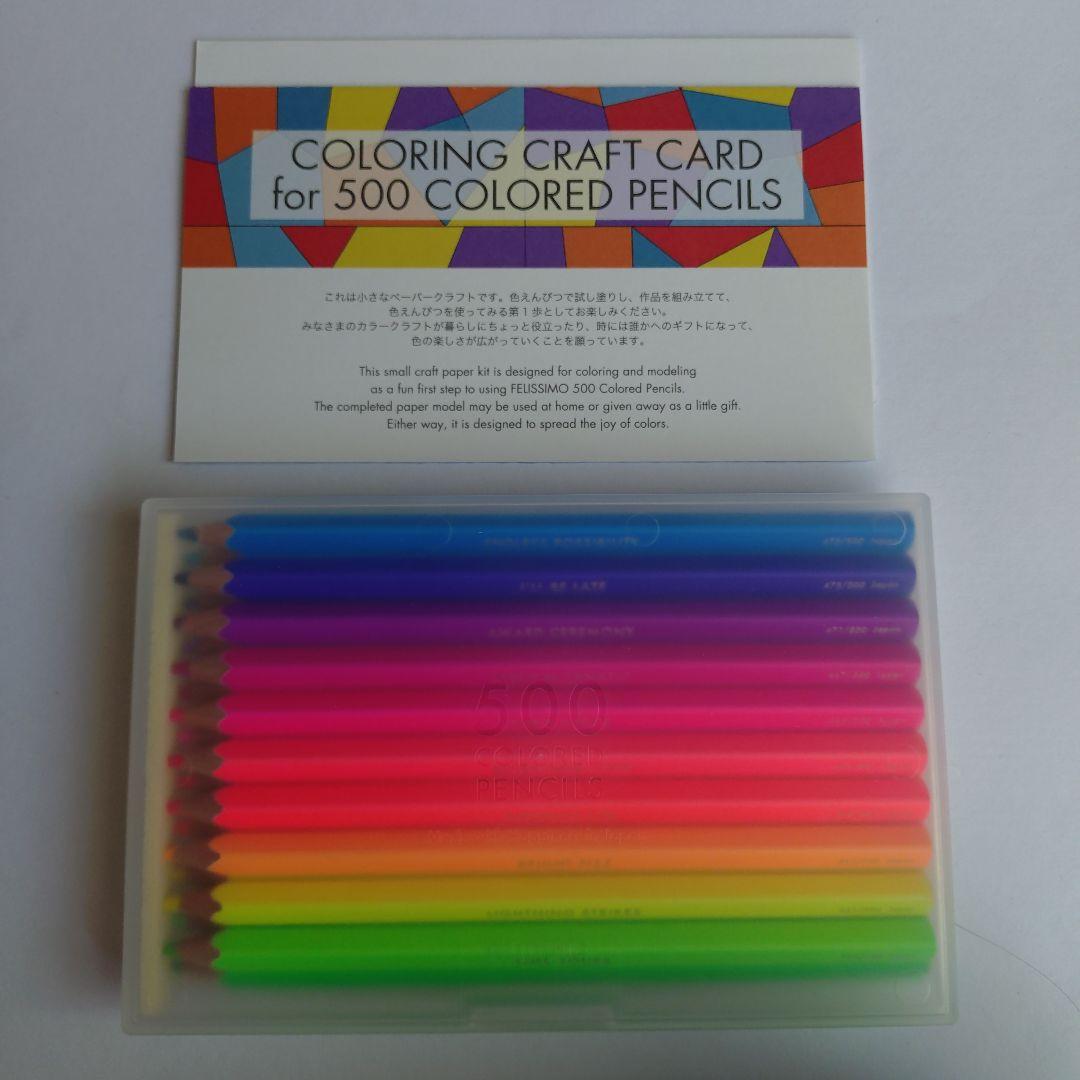 COLORING CRAFT CARD
for 500 COLORED PENCILS
これは小さなペーパークラフトです。色えんぴつで試し塗りし、作品を組み立てて、
色えんぴつを使ってみる第1歩としてお楽しみください。
みなさまのカラークラフトが暮らしにちょっと役立ったり、時には誰かへのギフトになって、
色の楽しさが広がっていくことを願っています。
This small craft paper kit is designed for coloring and modeling
as a fun first step to using FELISSIMO 500 Colored Pencils.
The completed paper model may be used at home or given away as a little gift.
Either way, it is designed to spread the joy of colors.
ENDLESS POSSIBILITY
I'LL BE LATE
AWARD CEREMONY
500
COLORED
PENCILS
LIGHTNING STRIKES